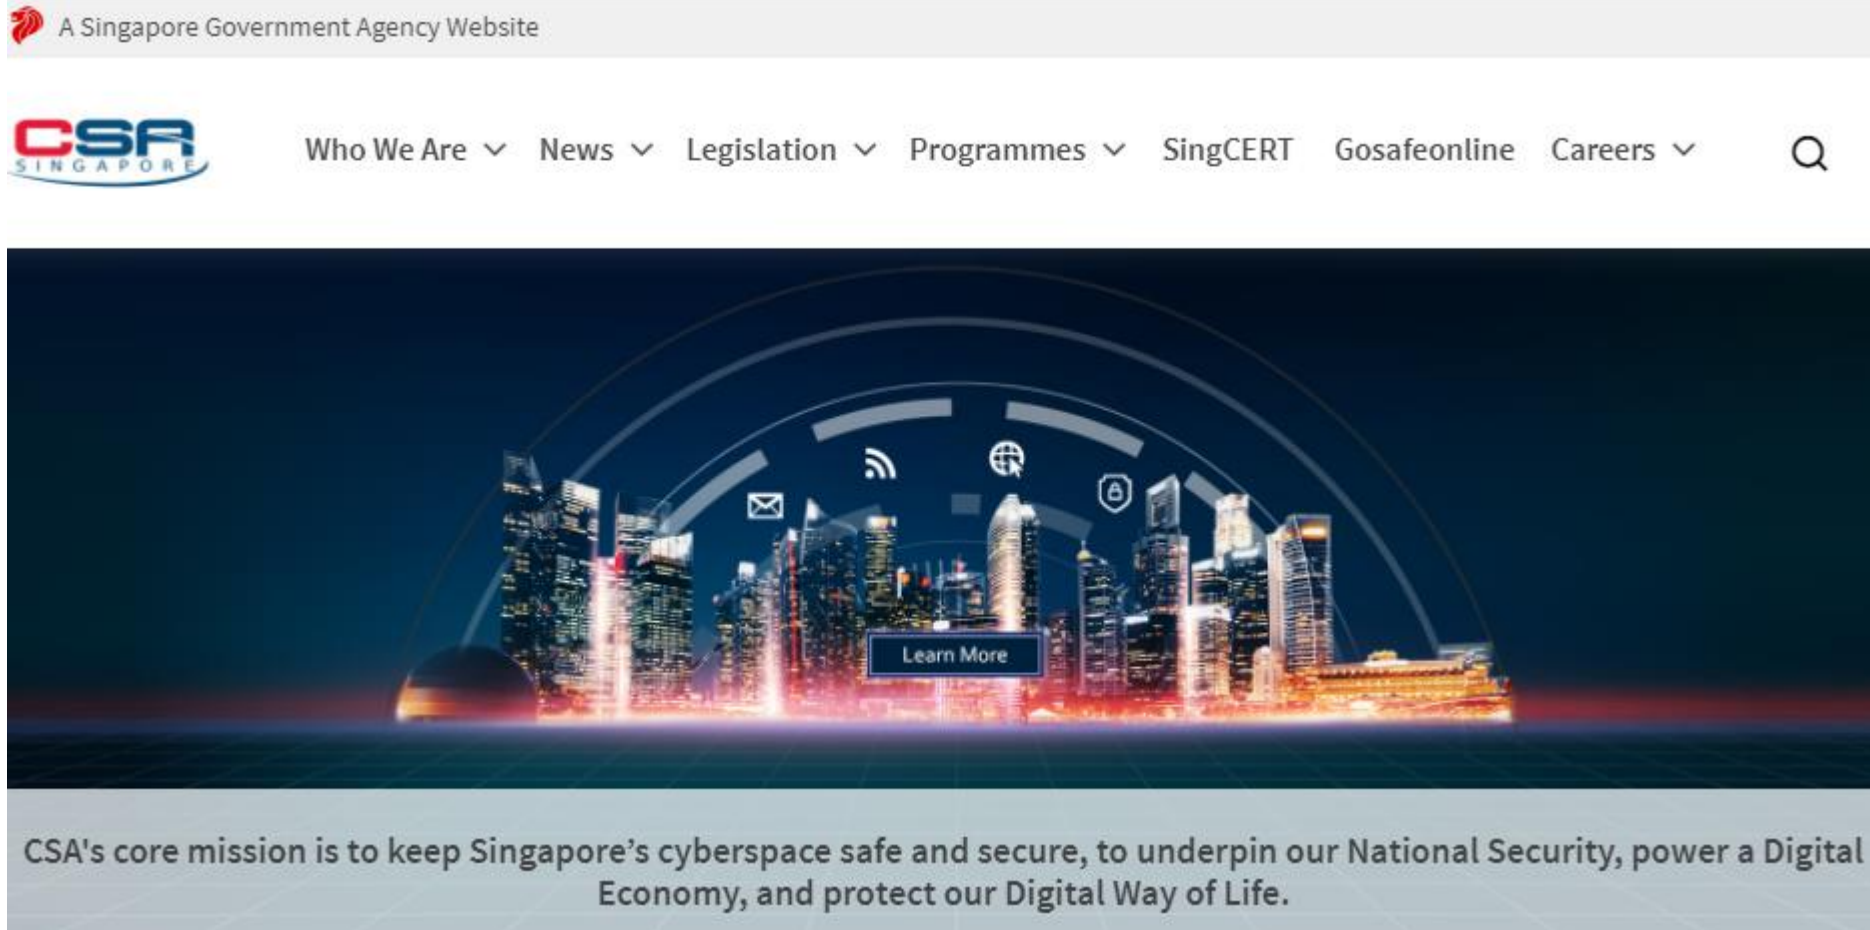 A Singapore Government Agency Website
CSA
SINGAPORE
Who We Are
News
Legislation
Programmes
SingCERT
Gosafeonline
Careers
Learn More
CSA's core mission is to keep Singapore’s cyberspace safe and secure, to underpin our National Security, power a Digital
Economy, and protect our Digital Way of Life.